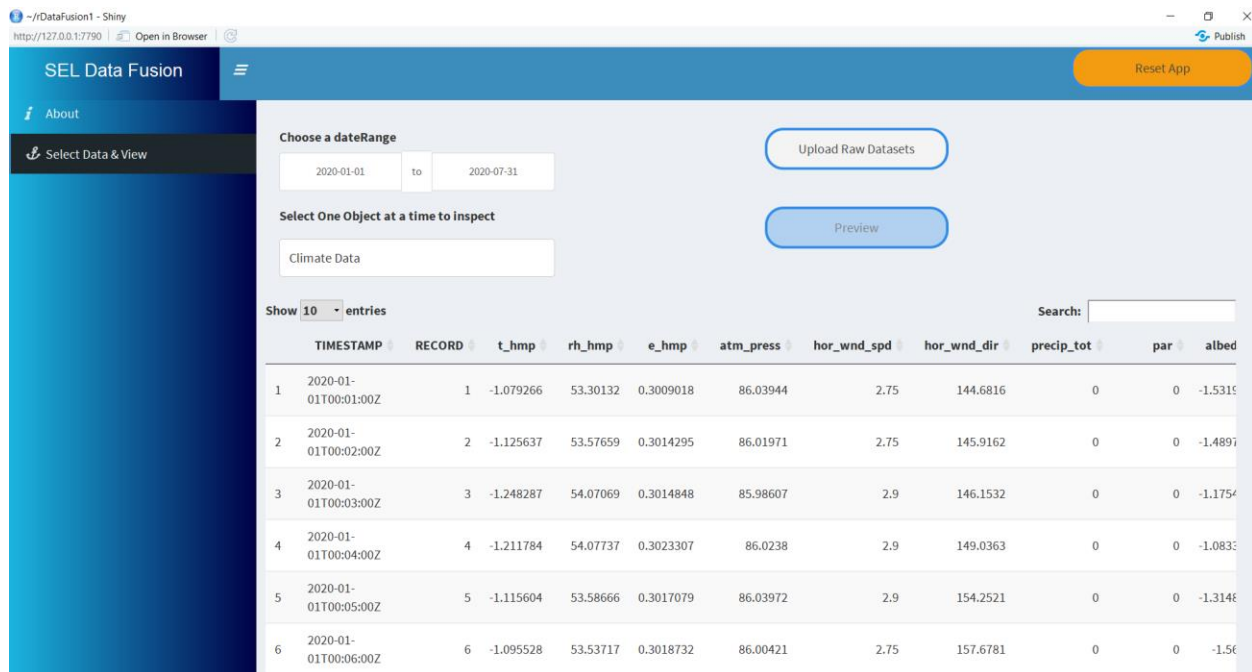 ~/rDataFusion1 - Shiny
http://127.0.0.1:7790 Open in Browser Publish
SEL Data Fusion Reset App
About
Select Data & View
Choose a dateRange
2020-01-01 to 2020-07-31
Upload Raw Datasets
Select One Object at a time to inspect
Preview
Climate Data
Show 10 entries Search:
TIMESTAMP RECORD t_hmp rh_hmp e_hmp atm_press hor_wnd_spd hor_wnd_dir precip_tot par albed
2020-01-
1 1 -1.079266 53.30132 0.3009018 86.03944 2.75 144.6816 0 0 -1.5319
01T00:01:00Z
2020-01-
2 2 -1.125637 53.57659 0.3014295 86.01971 2.75 145.9162 0 0 -1.4897
01T00:02:00Z
2020-01-
3 3 -1.248287 54.07069 0.3014848 85.98607 2.9 146.1532 0 0 -1.1754
01T00:03:00Z
2020-01-
4 4 -1.211784 54.07737 0.3023307 86.0238 2.9 149.0363 0 0 -1.0833
01T00:04:00Z
2020-01-
5 5 -1.115604 53.58666 0.3017079 86.03972 2.9 154.2521 0 0 -1.3148
01T00:05:00Z
2020-01-
6 6 -1.095528 53.53717 0.3018732 86.00421 2.75 157.6781 0 0 -1.56
01T00:06:00Z